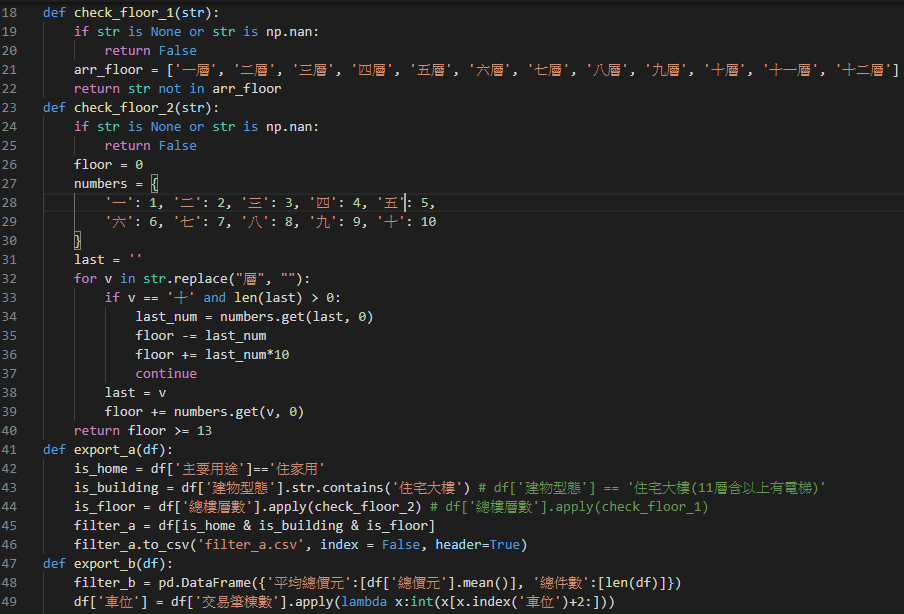 18 def check_floor_1(str):
19     if str is None or str is np.nan:
20         return False
21     arr_floor = ['一層', '二層', '三層', '四層', '五層', '六層', '七層', '八層', '九層', '十層', '十一層', '十二層']
22     return str not in arr_floor
23 def check_floor_2(str):
24     if str is None or str is np.nan:
25         return False
26     floor = 0
27     numbers = {
28         '一': 1, '二': 2, '三': 3, '四': 4, '五': 5,
29         '六': 6, '七': 7, '八': 8, '九': 9, '十': 10
30     }
31     last = ''
32     for v in str.replace("層", ""):
33         if v == '十' and len(last) > 0:
34             last_num = numbers.get(last, 0)
35             floor -= last_num
36             floor += last_num*10
37             continue
38         last = v
39         floor += numbers.get(v, 0)
40     return floor >= 13
41 def export_a(df):
42     is_home = df['主要用途']=='住家用'
43     is_building = df['建物型態'].str.contains('住宅大樓') # df['建物型態'] == '住宅大樓(11層含以上有電梯)'
44     is_floor = df['總樓層數'].apply(check_floor_2) # df['總樓層數'].apply(check_floor_1)
45     filter_a = df[is_home & is_building & is_floor]
46     filter_a.to_csv('filter_a.csv', index = False, header=True)
47 def export_b(df):
48     filter_b = pd.DataFrame({'平均總價元':[df['總價元'].mean()], '總件數':[len(df)]})
49     df['車位'] = df['交易筆棟數'].apply(lambda x:int(x[x.index('車位')+2:]))